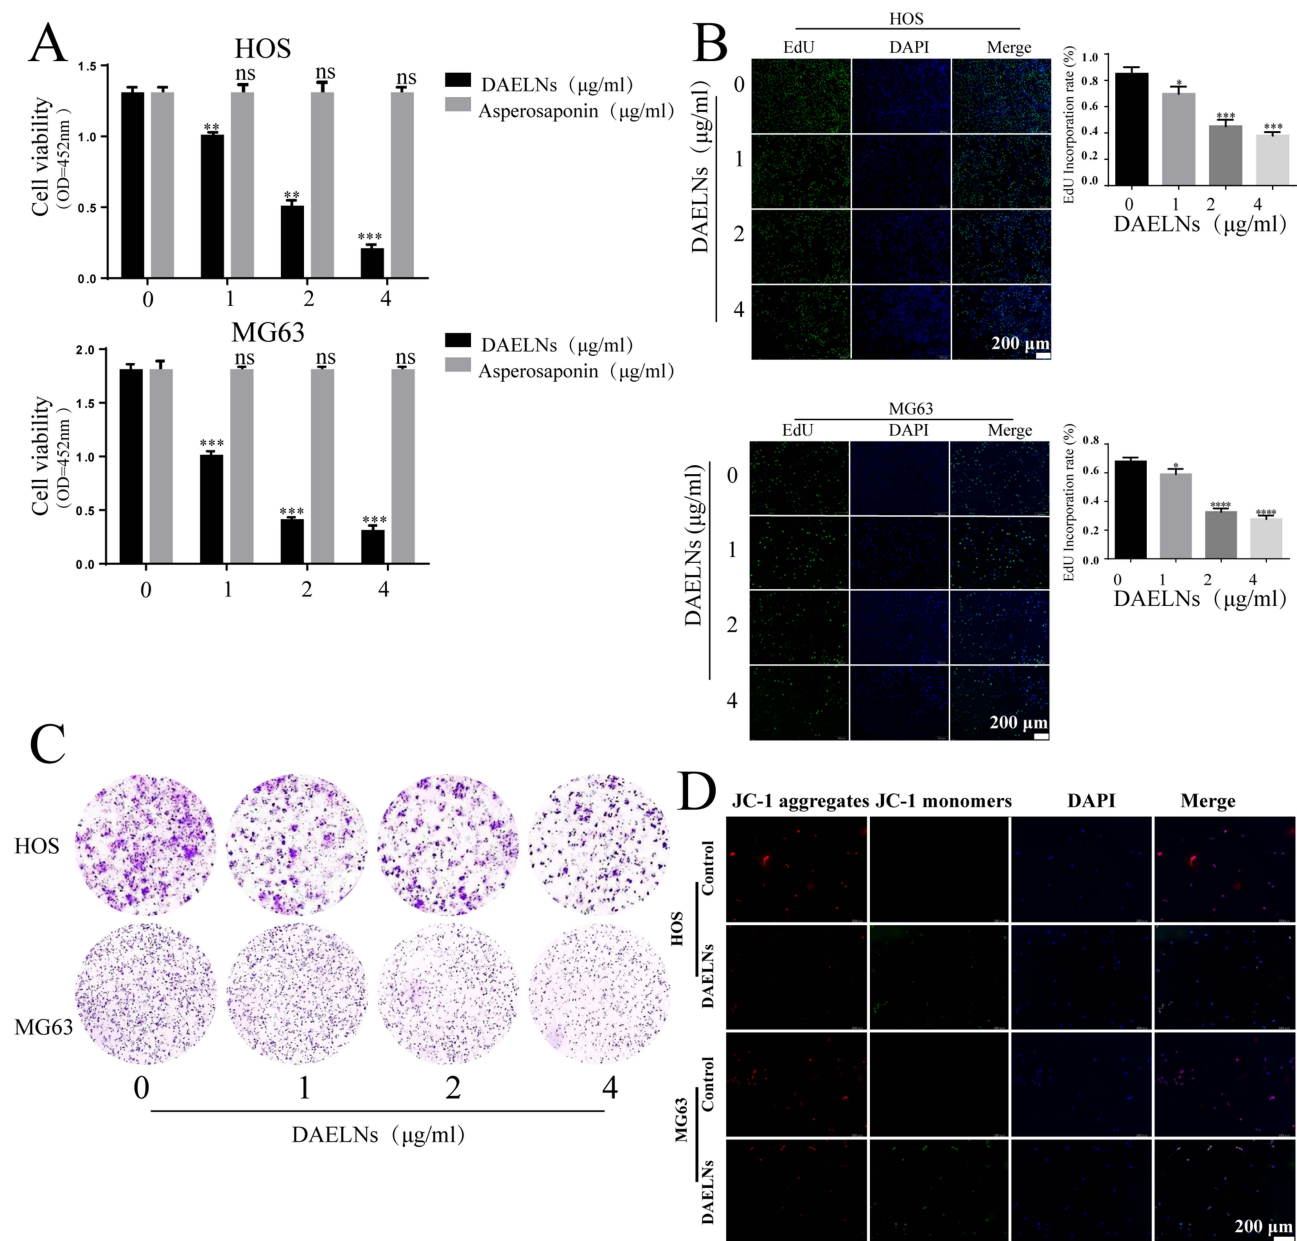 A
HOS
1.5
1.0
0.5
0.0
Cell viability
(OD=452nm )
ns
ns
ns
**
**
***
0 1 2 4
DAELNs (μg/ml)
Asperosaponin (μg/ml)
MG63
2.0
1.5
1.0
0.5
0.0
Cell viability
(OD=452nm )
ns
ns
ns
***
***
***
0 1 2 4
DAELNs (μg/ml)
Asperosaponin (μg/ml)
B
HOS
EdU DAPI Merge
DAELNs (μg/ml)
0
1
2
4
200 μm
EdU Incorporation rate (%)
1.0
0.8
0.6
0.4
0.2
0.0
*
***
***
0 1 2 4
DAELNs (μg/ml)
MG63
EdU DAPI Merge
DAELNs (μg/ml)
0
1
2
4
200 μm
EdU Incorporation rate (%)
0.8
0.6
0.4
0.2
0.0
*
****
****
0 1 2 4
DAELNs (μg/ml)
C
HOS
MG63
0 1 2 4
DAELNs (μg/ml)
D
JC-1 aggregates JC-1 monomers DAPI Merge
HOS
Control
DAELNs
MG63
Control
DAELNs
200 μm